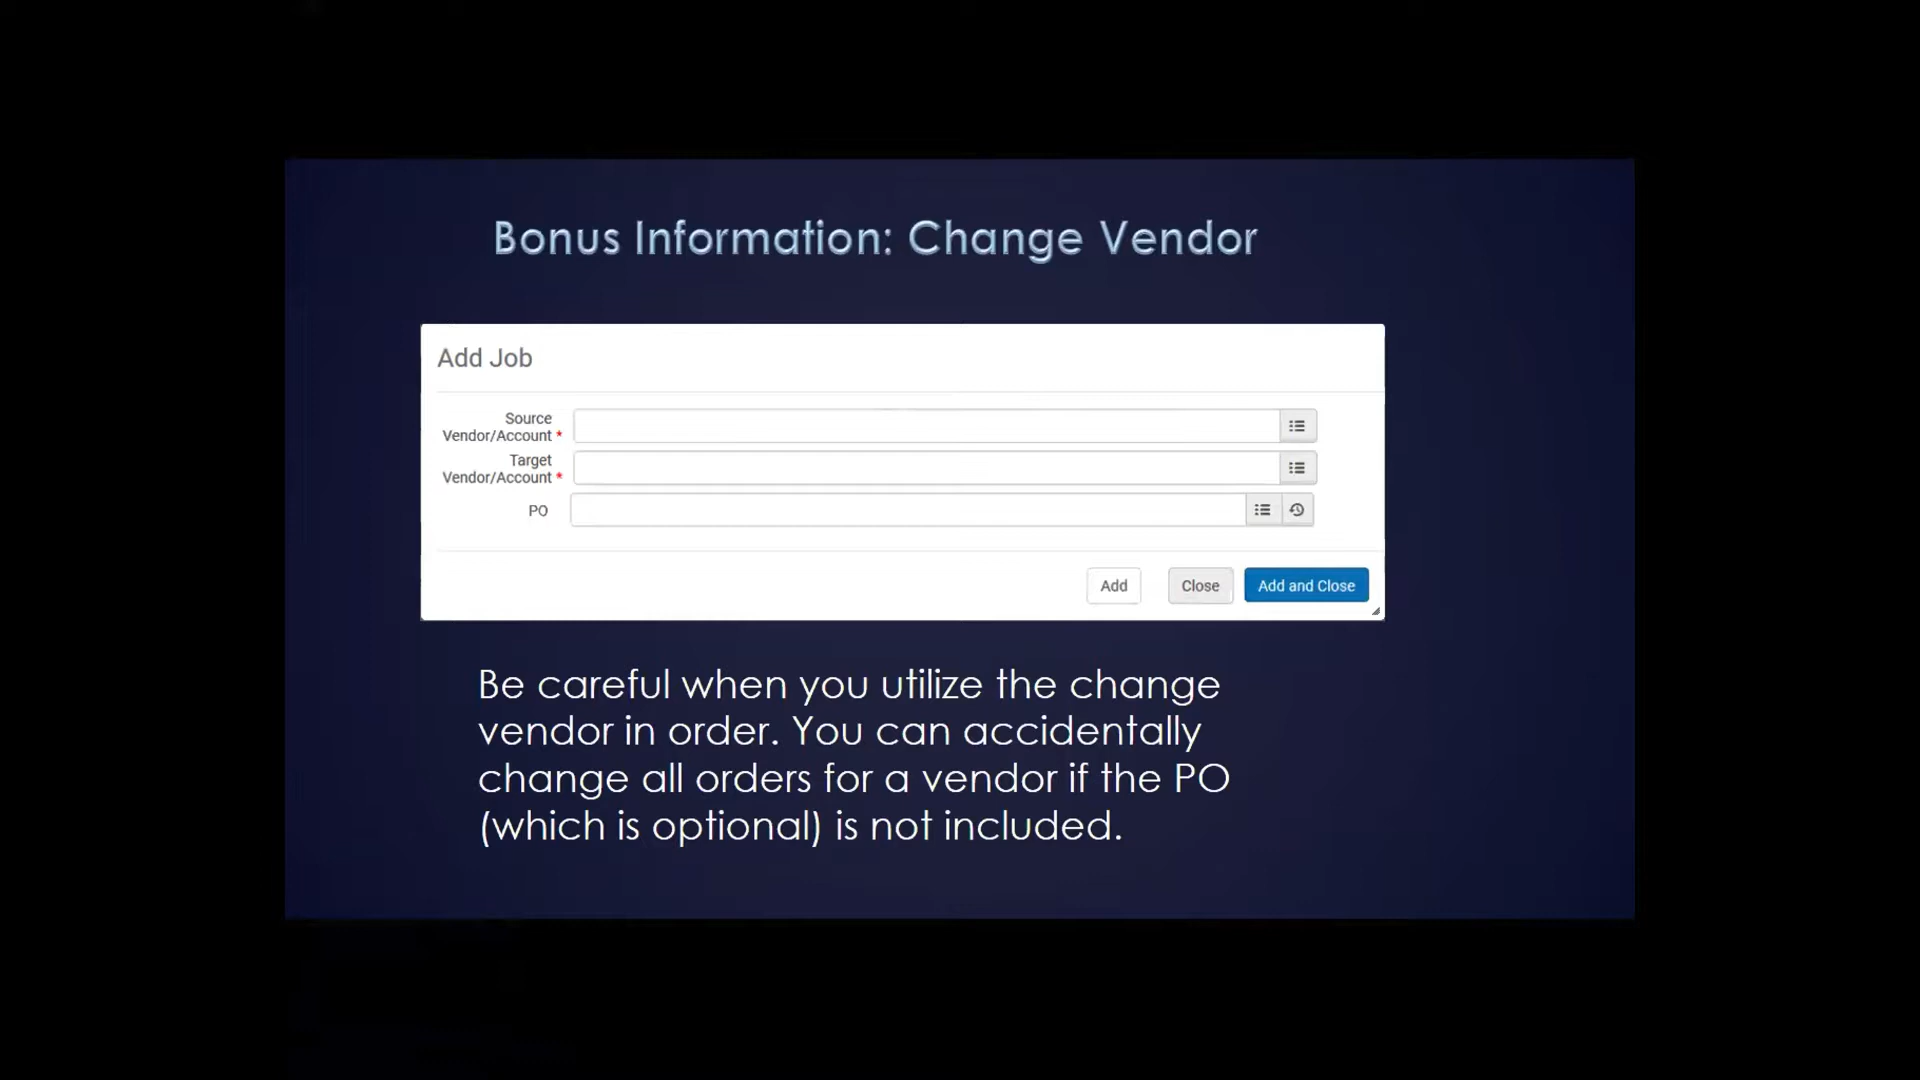 Bonus Information: Change Vendor
Add Job
Source
Vendor/Account *
Target
Vendor/Account *
PO
Add
Close
Add and Close
Be careful when you utilize the change
vendor in order. You can accidentally
change all orders for a vendor if the PO
(which is optional) is not included.